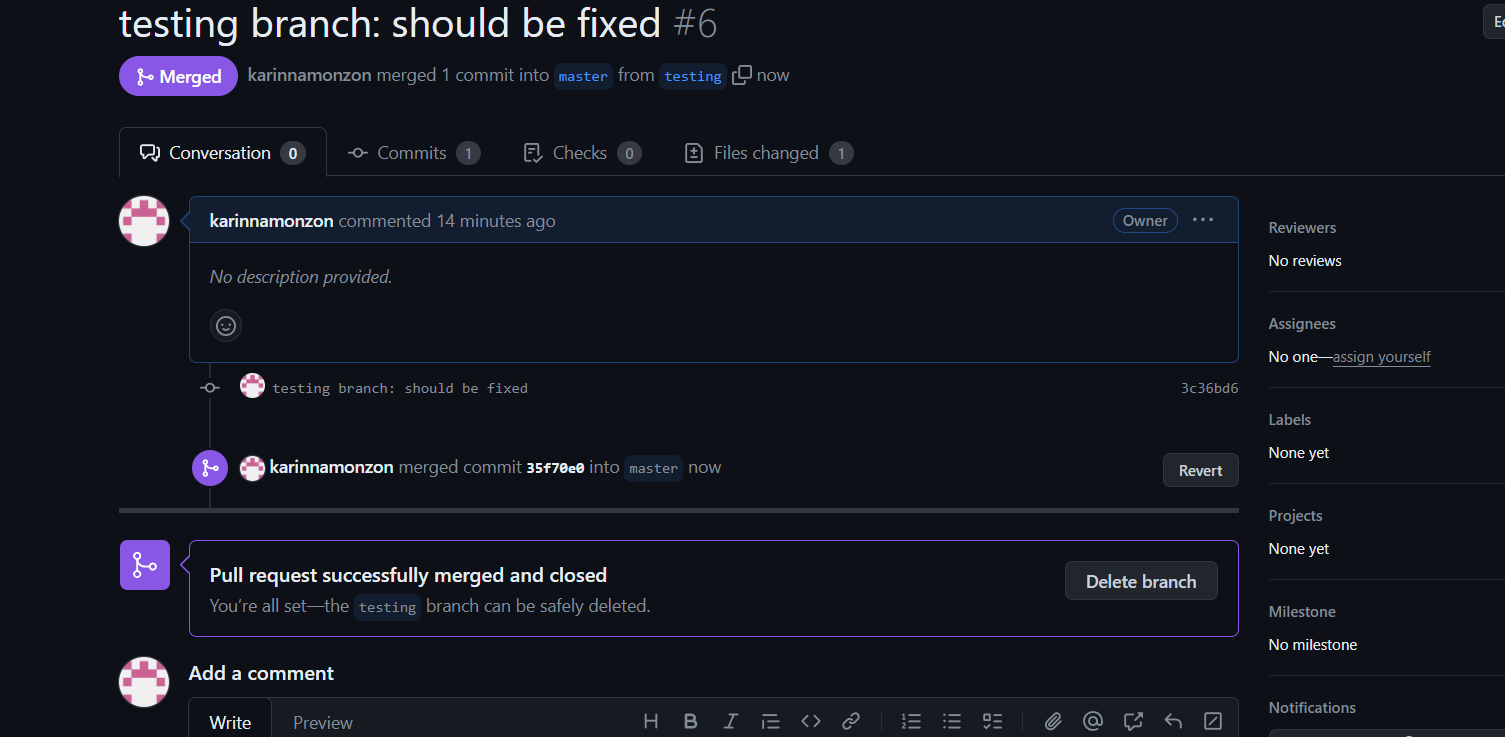 testing branch: should be fixed #6
Merged karinnamonzon merged 1 commit into master from testing now
Conversation 0 Commits 1 Checks 0 Files changed 1
karinnamonzon commented 14 minutes ago Owner
No description provided.
testing branch: should be fixed 3c36bd6
karinnamonzon merged commit 35f70e0 into master now
Revert
Pull request successfully merged and closed
You're all set—the testing branch can be safely deleted.
Delete branch
Add a comment
Write Preview
Reviewers
No reviews
Assignees
No one—assign yourself
Labels
None yet
Projects
None yet
Milestone
No milestone
Notifications